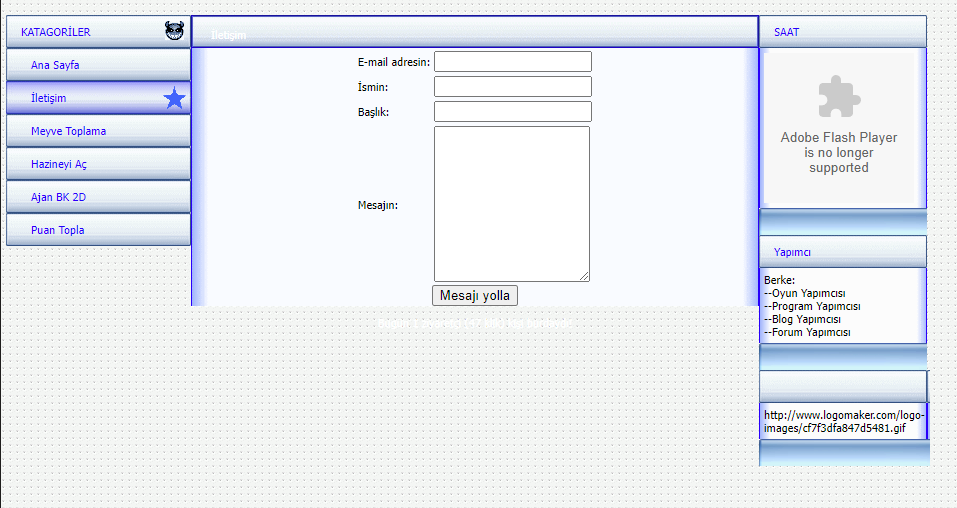 KATAGORİLER
Ana Sayfa
İletişim
Meyve Toplama
Hazineyi Aç
Ajan BK 2D
Puan Topla
İletişim
E-mail adresin:
İsmin:
Başlık:
Mesajın:
Mesajı yolla
SAAT
Adobe Flash Player
is no longer
supported
Yapımcı
Berke:
--Oyun Yapımcısı
--Program Yapımcısı
--Blog Yapımcısı
--Forum Yapımcısı
http://www.logomaker.com/logo-
images/cf7f3dfa847d5481.gif